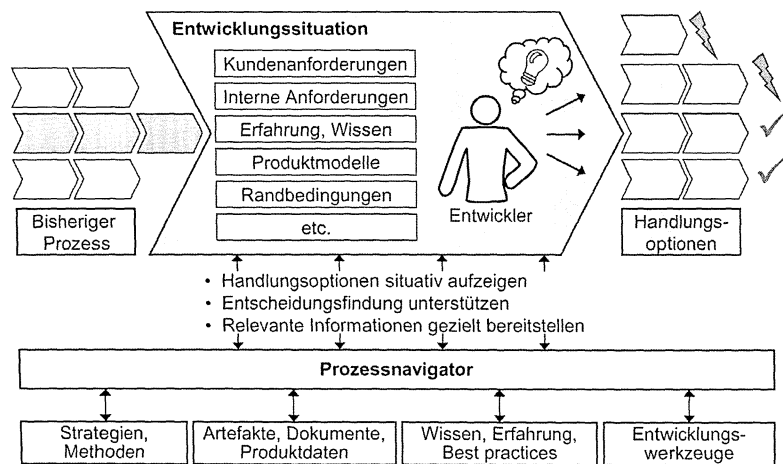 Entwicklungssituation
Kundenanforderungen
Interne Anforderungen
Erfahrung, Wissen
Produktmodelle
Randbedingungen
etc.
Entwickler
Bisheriger
Prozess
Handlungs-
optionen
• Handlungsoptionen situativ aufzeigen
• Entscheidungsfindung unterstützen
• Relevante Informationen gezielt bereitstellen
Prozessnavigator
Strategien,
Methoden
Artefakte, Dokumente,
Produktdaten
Wissen, Erfahrung,
Best practices
Entwicklungs-
werkzeuge